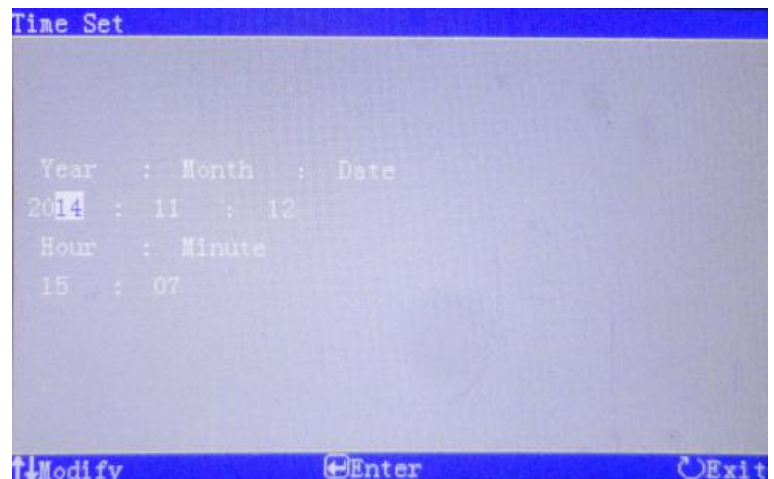 Time Set
Year : Month : Date
2014 : 11 : 12
Hour : Minute
15 : 07
↑↓Modify ↵Enter ↻Exit